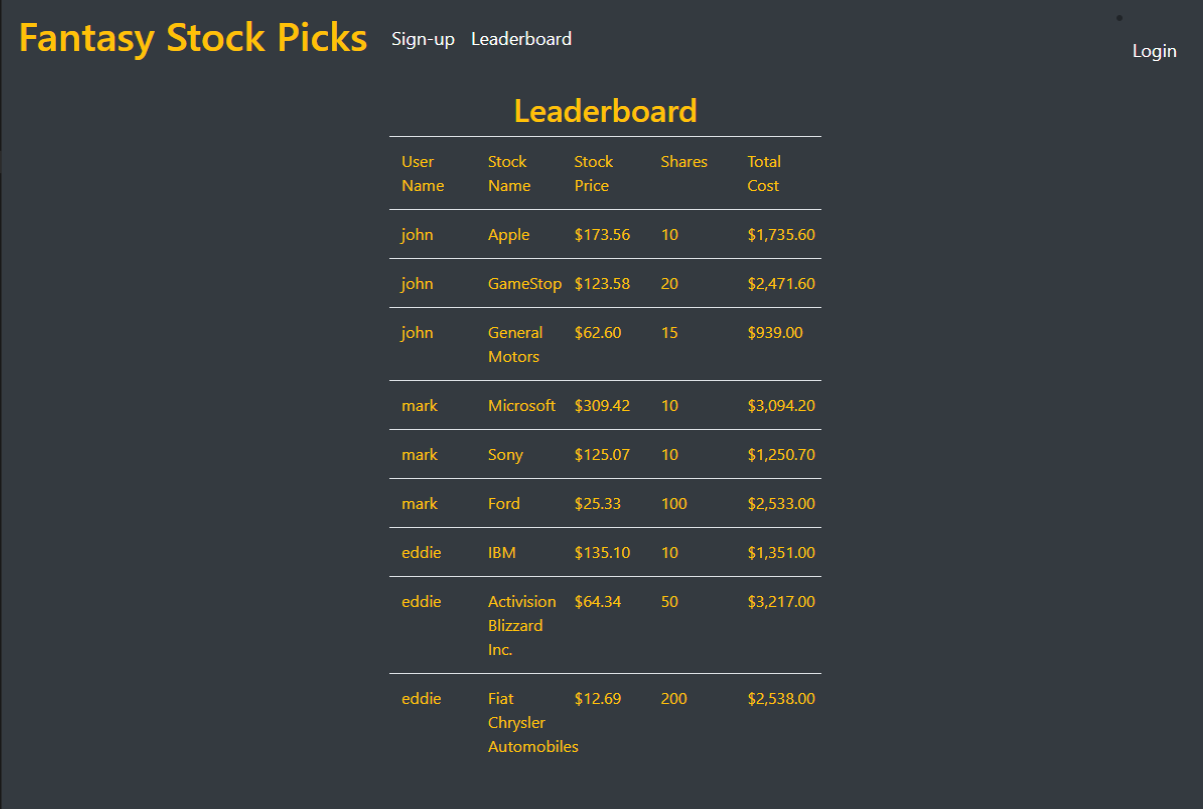 Fantasy Stock Picks Sign-up Leaderboard Login
Leaderboard
User Name Stock Name Stock Price Shares Total Cost
john Apple $173.56 10 $1,735.60
john GameStop $123.58 20 $2,471.60
john General Motors $62.60 15 $939.00
mark Microsoft $309.42 10 $3,094.20
mark Sony $125.07 10 $1,250.70
mark Ford $25.33 100 $2,533.00
eddie IBM $135.10 10 $1,351.00
eddie Activision Blizzard Inc. $64.34 50 $3,217.00
eddie Fiat Chrysler Automobiles $12.69 200 $2,538.00